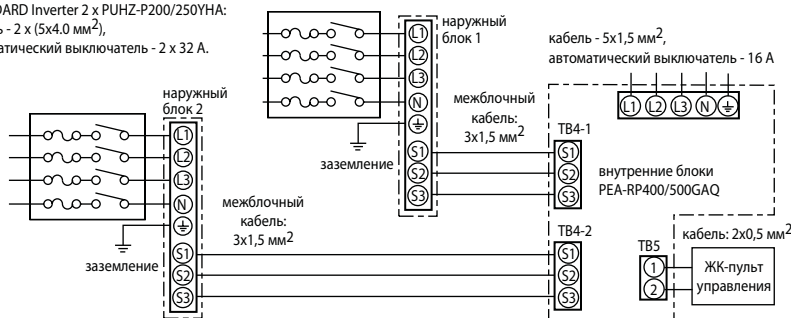 DARD Inverter 2 x PUHZ-P200/250YHA:
ь - 2 x (5x4.0 мм2),
атический выключатель - 2 x 32 А.
наружный
блок 1
L1
L2
L3
N
S1
S2
S3
заземление
межблочный
кабель:
3x1,5 мм2
кабель - 5x1,5 мм2,
автоматический выключатель - 16 А
L1 L2 L3 N
TB4-1
S1
S2
S3
внутренние блоки
PEA-RP400/500GAQ
наружный
блок 2
L1
L2
L3
N
S1
S2
S3
заземление
межблочный
кабель:
3x1,5 мм2
TB4-2
S1
S2
S3
TB5
1
2
кабель: 2x0,5 мм2
ЖК-пульт
управления